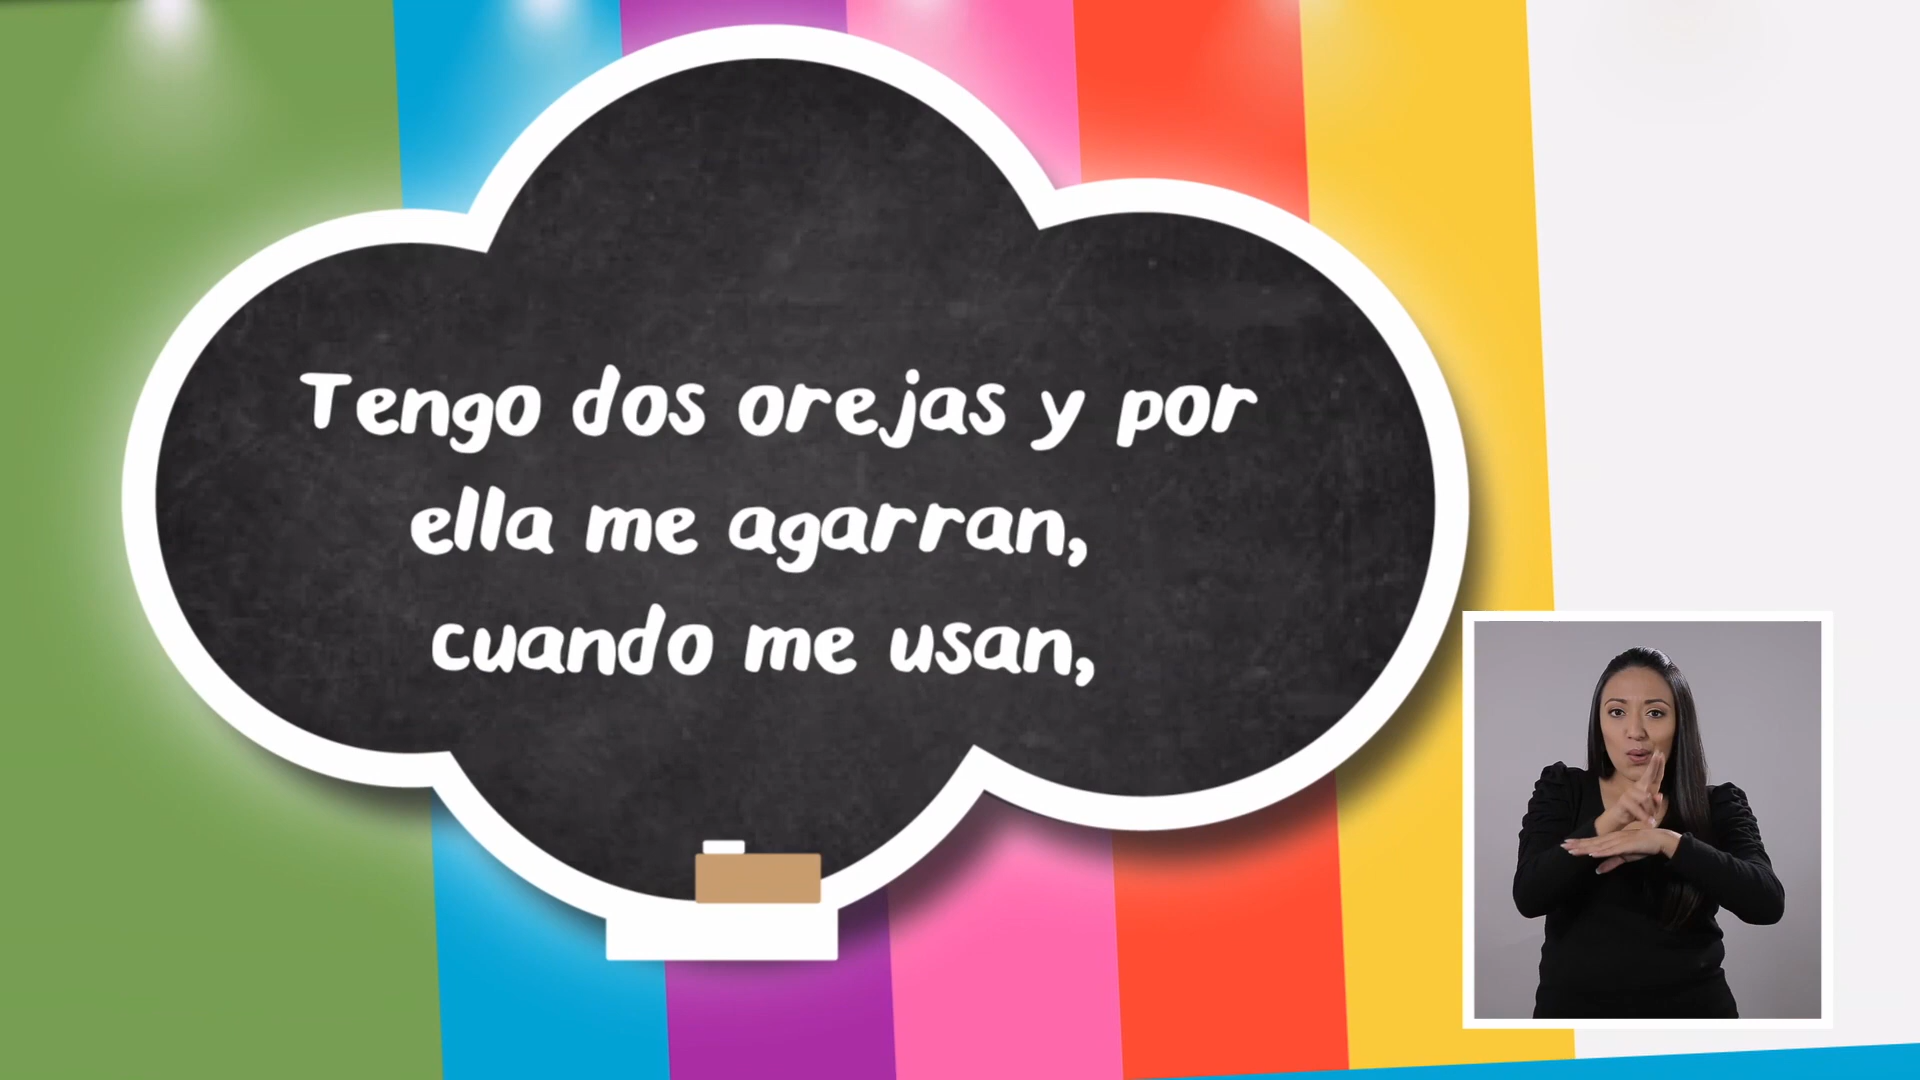 Tengo dos orejas y por
ella me agarran,
cuando me usan,